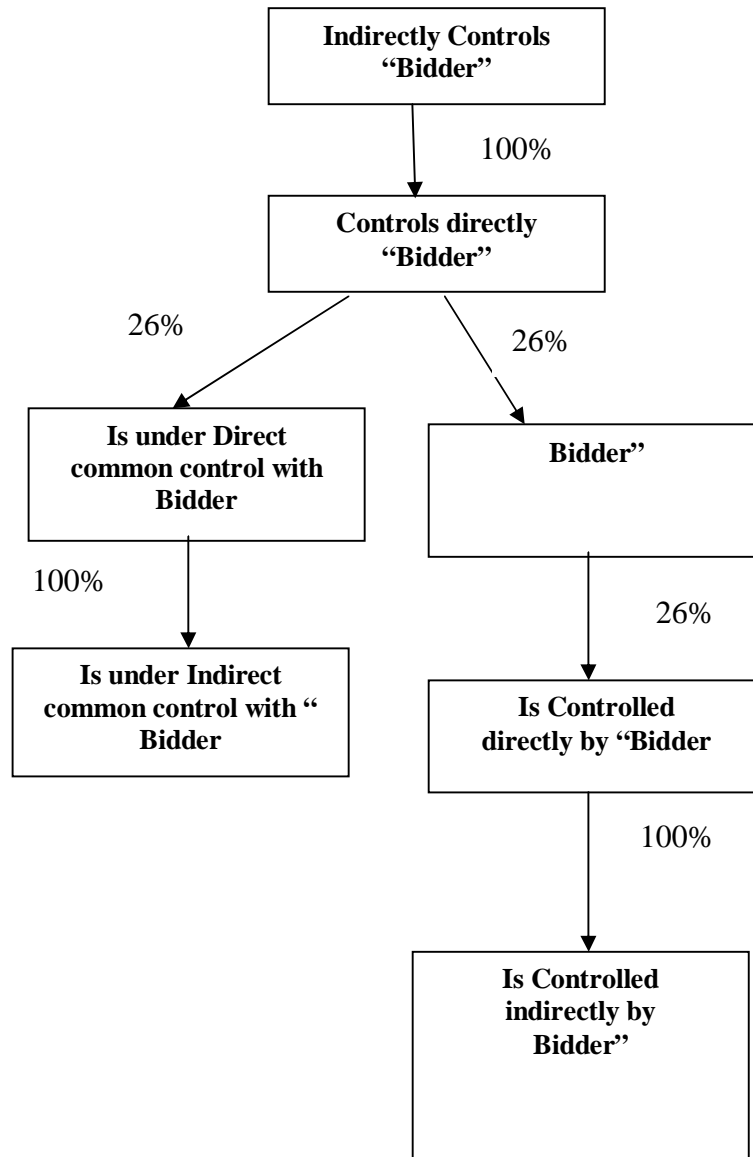 Indirectly Controls
“Bidder”
100%
Controls directly
“Bidder”
26%
26%
Is under Direct
common control with
Bidder
Bidder”
100%
26%
Is under Indirect
common control with “
Bidder
Is Controlled
directly by “Bidder
100%
Is Controlled
indirectly by
Bidder”